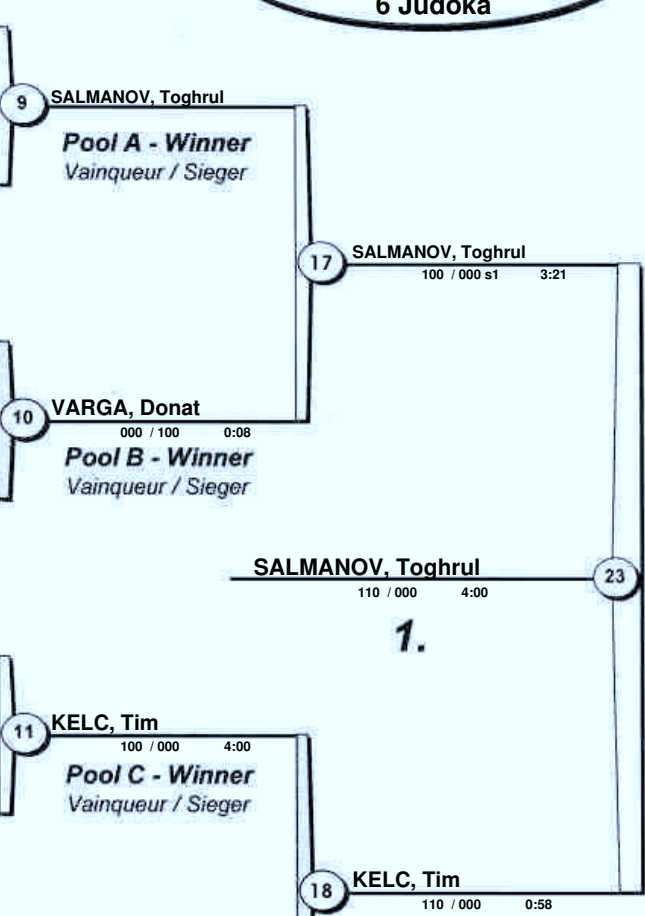 6 Judoka
9 SALMANOV, Toghrul
Pool A - Winner
Vainqueur / Sieger
17 SALMANOV, Toghrul
100 / 000 s1 3:21
10 VARGA, Donat
000 / 100 0:08
Pool B - Winner
Vainqueur / Sieger
SALMANOV, Toghrul 23
110 / 000 4:00
1.
11 KELC, Tim
100 / 000 4:00
Pool C - Winner
Vainqueur / Sieger
18 KELC, Tim
110 / 000 0:58